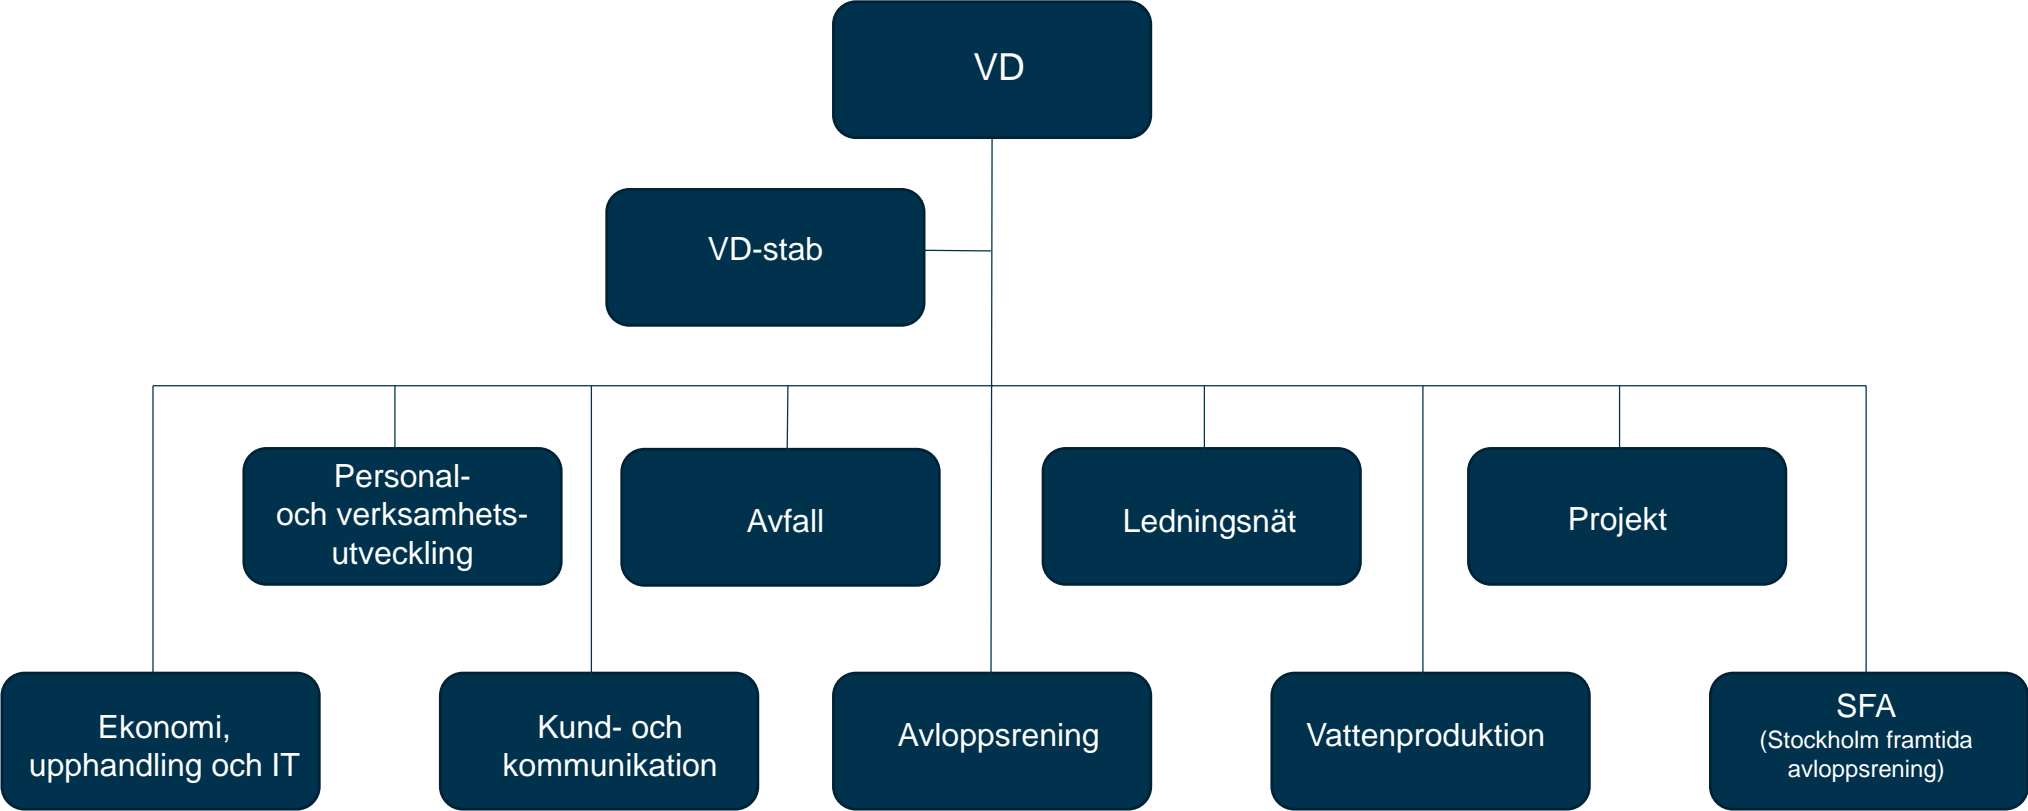 VD
VD-stab
Personal-
och verksamhets-
utveckling
Avfall
Ledningsnät
Projekt
Ekonomi,
upphandling och IT
Kund- och
kommunikation
Avloppsrening
Vattenproduktion
SFA
(Stockholm framtida
avloppsrening)